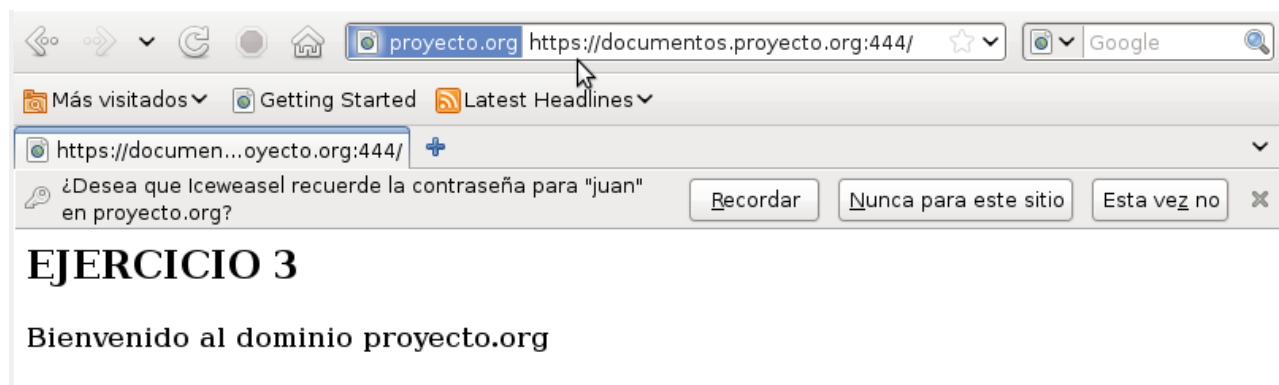 proyecto.org https://documentos.proyecto.org:444/ Google
Más visitados Getting Started Latest Headlines
https://documen...oyecto.org:444/
¿Desea que Iceweasel recuerde la contraseña para "juan"
en proyecto.org?
Recordar Nunca para este sitio Esta vez no
EJERCICIO 3
Bienvenido al dominio proyecto.org